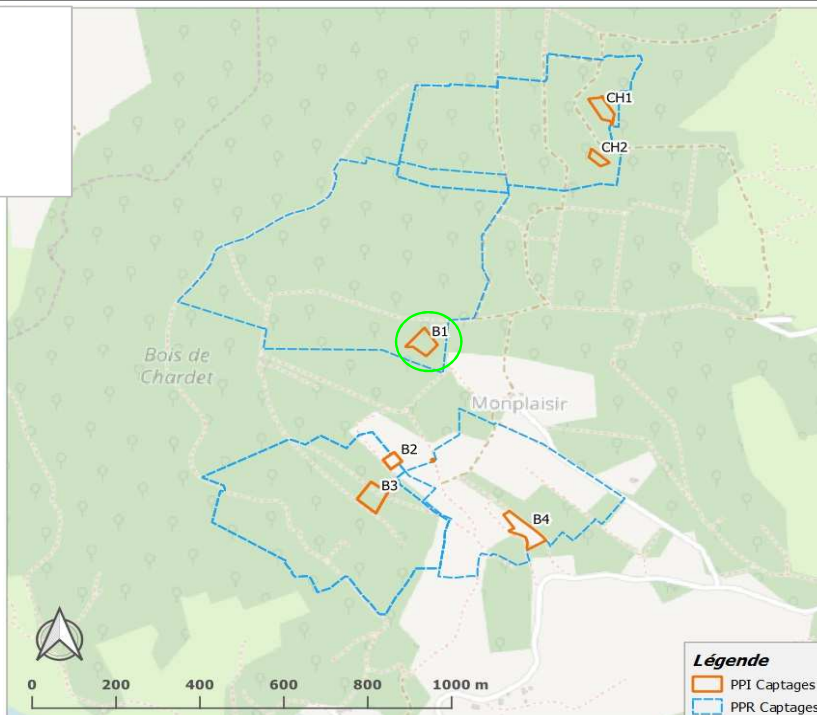 CH1
CH2
B1
Bois de
Chardet
Monplaisir
B2
B3
B4
0 200 400 600 800 1000 m
Légende
PPI Captages
PPR Captages